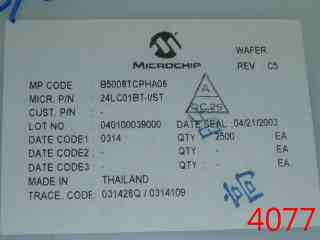 MICROCHIP
WAFER
REV C5
MP CODE : B5008TCPHA06
MICR. P/N : 24LC01BT-I/ST
CUST. P/N : -
A
QC 25
LOT NO : 040100039000 DATE SEAL : 04/21/2003
DATE CODE1 : 0314 QTY : 2500 EA
DATE CODE2 : - QTY : - EA
DATE CODE3 : - QTY : - EA
MADE IN : THAILAND
TRACE. CODE : 031428Q / 0314109
4077